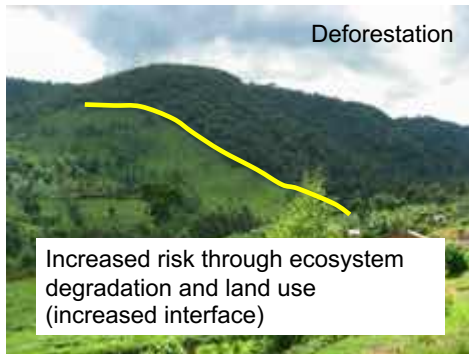 Deforestation
Increased risk through ecosystem
degradation and land use
(increased interface)